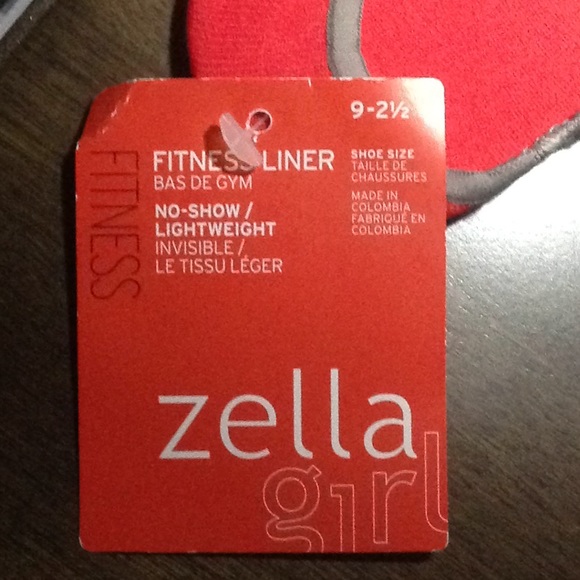 9-2½
FITNESS LINER
BAS DE GYM
NO-SHOW /
LIGHTWEIGHT
INVISIBLE /
LE TISSU LÉGER
SHOE SIZE
TAILLE DE
CHAUSSURES
MADE IN
COLOMBIA
FABRIQUÉ EN
COLOMBIA
FITNESS
zella
girl